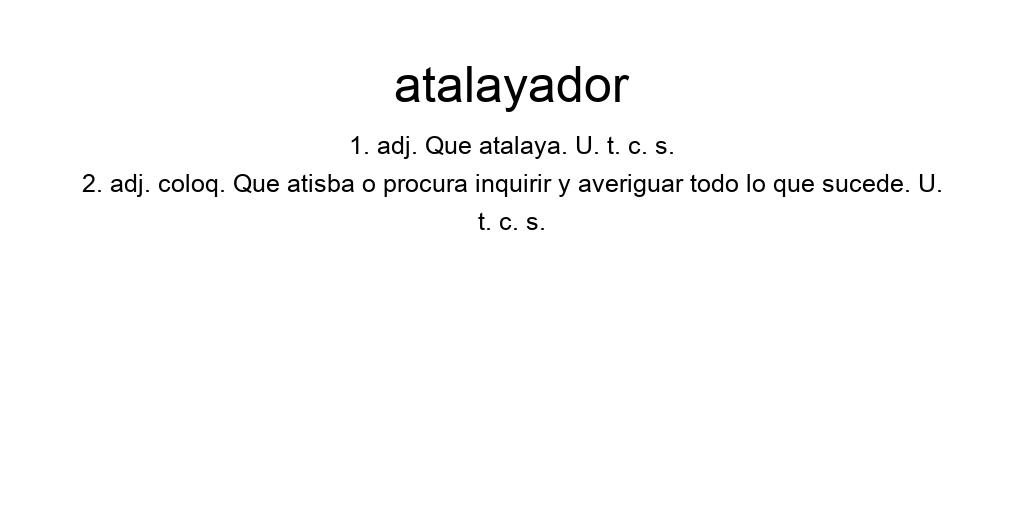 atalayador
1. adj. Que atalaya. U. t. c. s.
2. adj. coloq. Que atisba o procura inquirir y averiguar todo lo que sucede. U.
t. c. s.